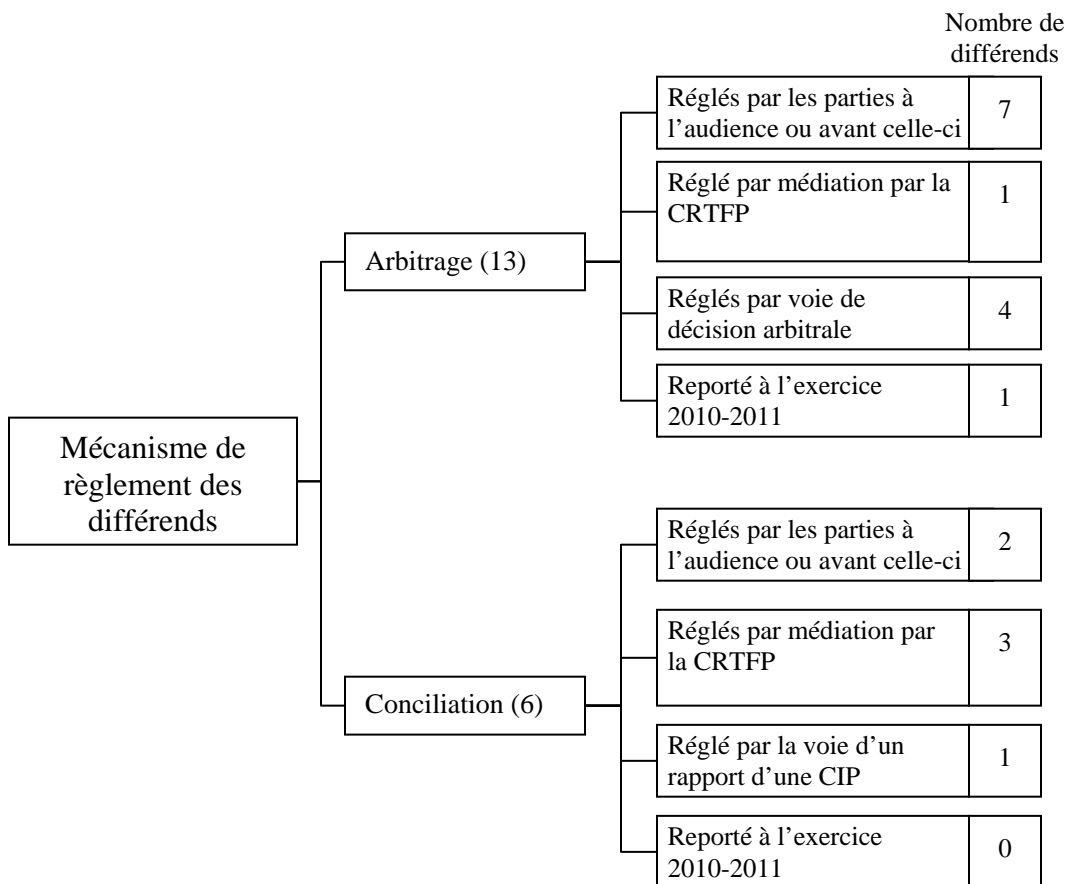 Nombre de
différends
Réglés par les parties à
l’audience ou avant celle-ci
7
Réglé par médiation par la
CRTFP
1
Arbitrage (13)
Réglés par voie de
décision arbitrale
4
Reporté à l’exercice
2010-2011
1
Mécanisme de
règlement des
différends
Réglés par les parties à
l’audience ou avant celle-ci
2
Réglés par médiation par
la CRTFP
3
Conciliation (6)
Réglé par la voie d’un
rapport d’une CIP
1
Reporté à l’exercice
2010-2011
0